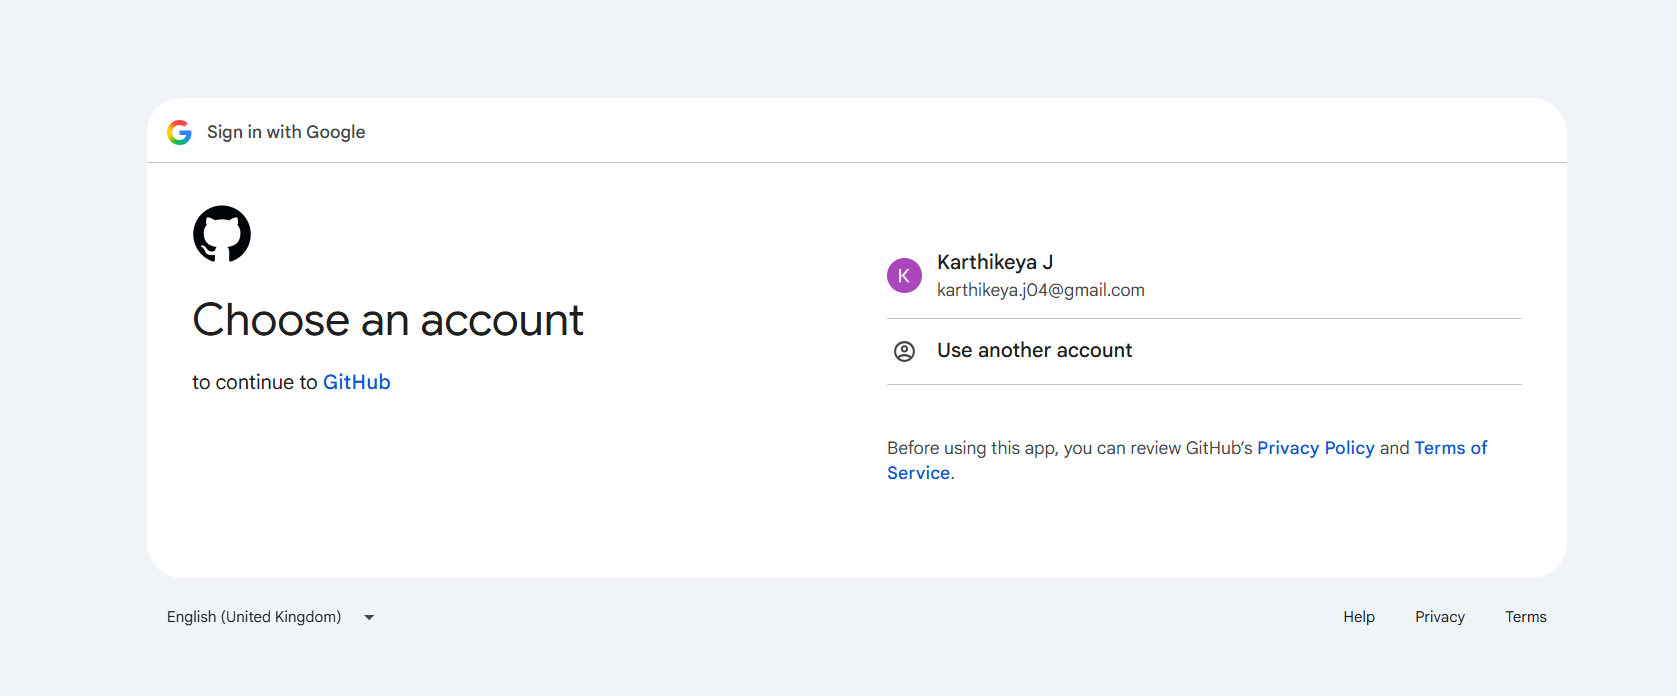 Sign in with Google
Choose an account
to continue to GitHub
K
Karthikeya J
karthikeya.j04@gmail.com
Use another account
Before using this app, you can review GitHub’s Privacy Policy and Terms of
Service.
English (United Kingdom)
Help Privacy Terms